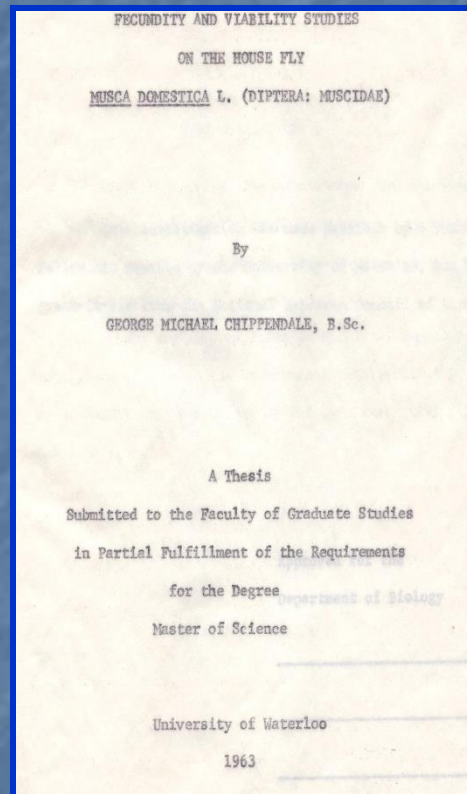 FECUNDITY AND VIABILITY STUDIES
ON THE HOUSE FLY
MUSCA DOMESTICA L. (DIPTERA: MUSCIDAE)
By
GEORGE MICHAEL CHIPPENDALE, B.Sc.
A Thesis
Submitted to the Faculty of Graduate Studies
in Partial Fulfillment of the Requirements
Approved for the
for the Degree
Department of Biology
Master of Science
University of Waterloo
1963